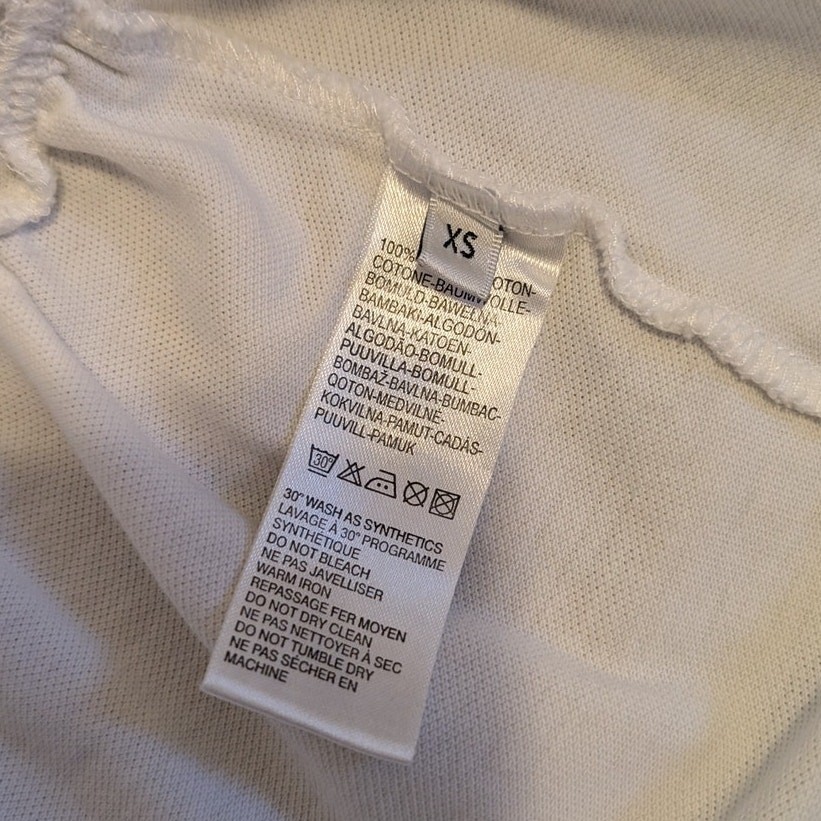 XS
100% OTON-
COTONE-BAUMWOLLE-
BOMULD-BAWEŁNA
BAMBAKI-ALGODÓN-
BAVLNA-KATOEN-
ALGODÃO-BOMULL-
PUUVILLA-BOMULL-
BOMBAŽ-BAVLNA-BUMBAC-
QOTON-MEDVILNĖ-
KOKVILNA-PAMUT-CADÁS-
PUUVILL-PAMUK
30°
30° WASH AS SYNTHETICS
LAVAGE À 30° PROGRAMME
SYNTHÉTIQUE
DO NOT BLEACH
NE PAS JAVELLISER
WARM IRON
REPASSAGE FER MOYEN
DO NOT DRY CLEAN
NE PAS NETTOYER À SEC
DO NOT TUMBLE DRY
NE PAS SÉCHER EN
MACHINE